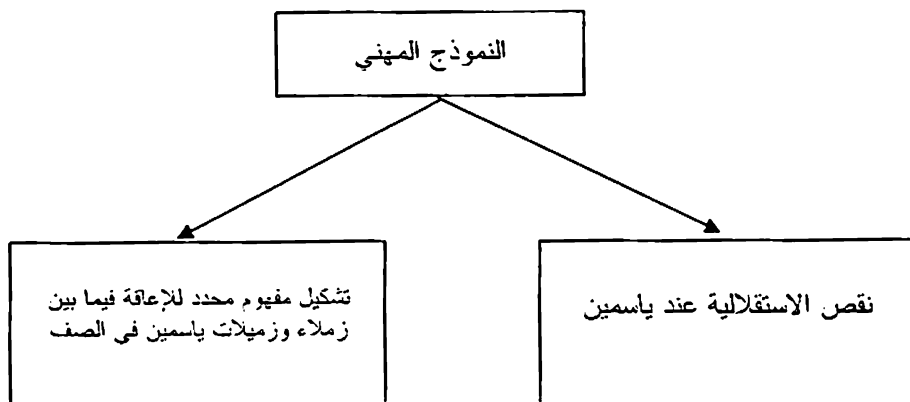 النموذج المهني
نقص الاستقلالية عند ياسمين
تشكيل مفهوم محدد للإعاقة فيما بين
زملاء وزميلات ياسمين في الصف